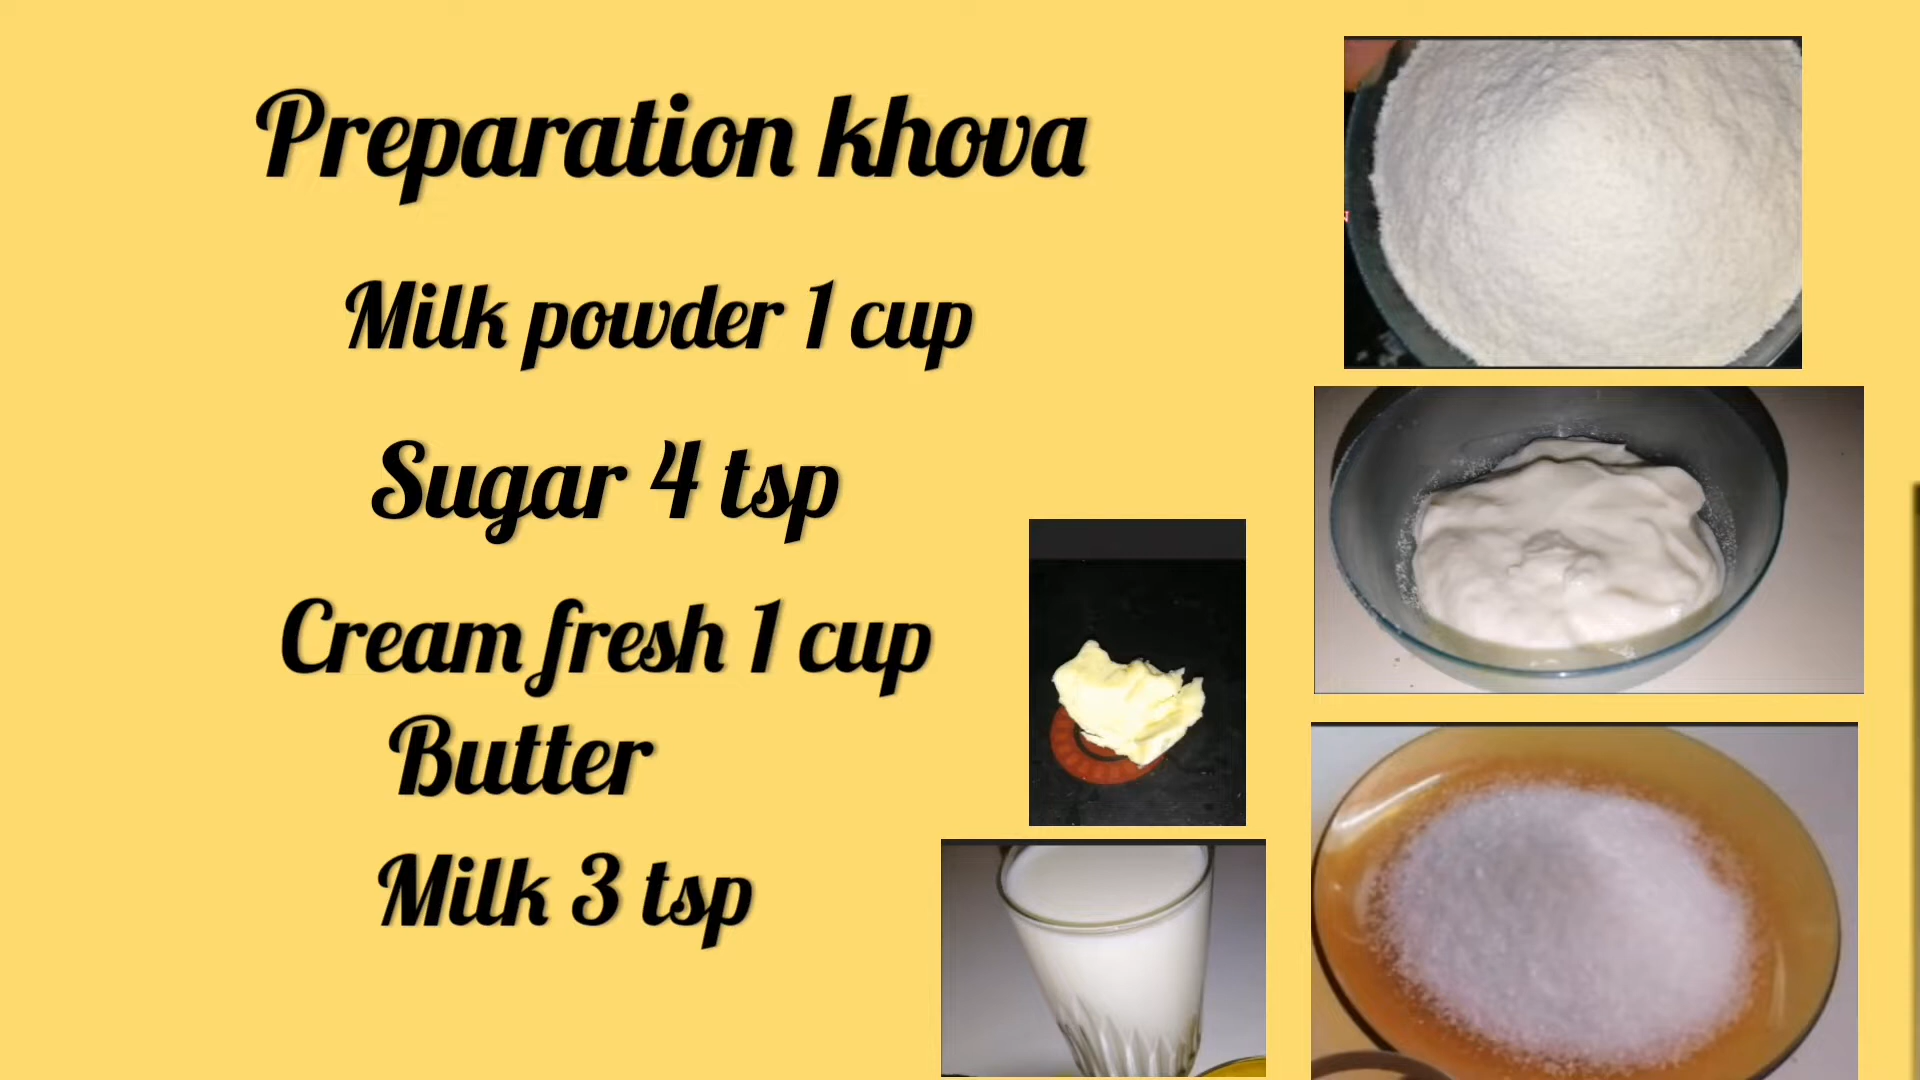 Preparation khova
Milk powder 1 cup
Sugar 4 tsp
Cream fresh 1 cup
Butter
Milk 3 tsp